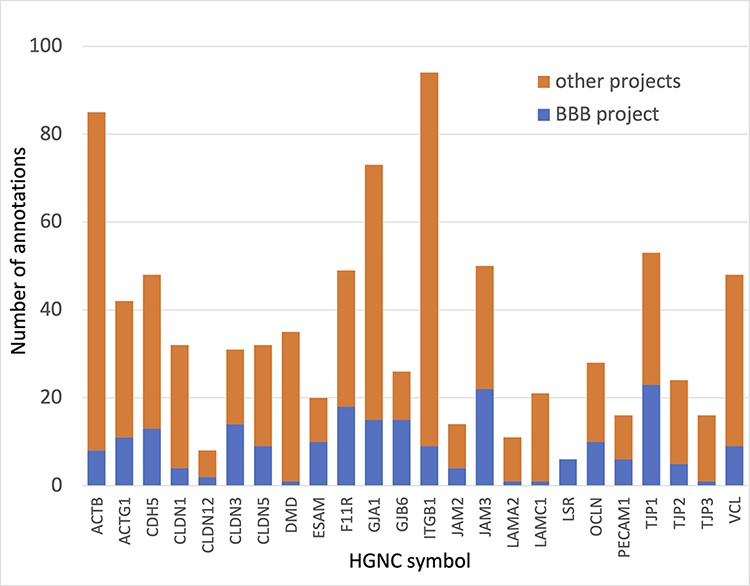 100
80
60
40
20
0
Number of annotations
other projects
BBB project
ACTB
ACTG1
CDH5
CLDN1
CLDN12
CLDN3
CLDN5
DMD
ESAM
F11R
GJA1
GJB6
ITGB1
JAM2
JAM3
LAMA2
LAMC1
LSR
OCLN
PECAM1
TJP1
TJP2
TJP3
VCL
HGNC symbol